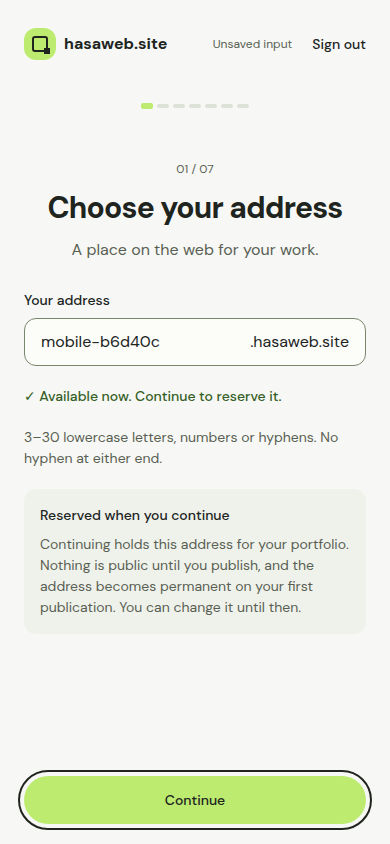 hasaweb.site
Unsaved input
Sign out
01 / 07
Choose your address
A place on the web for your work.
Your address
mobile-b6d40c .hasaweb.site
✓ Available now. Continue to reserve it.
3–30 lowercase letters, numbers or hyphens. No
hyphen at either end.
Reserved when you continue
Continuing holds this address for your portfolio.
Nothing is public until you publish, and the
address becomes permanent on your first
publication. You can change it until then.
Continue